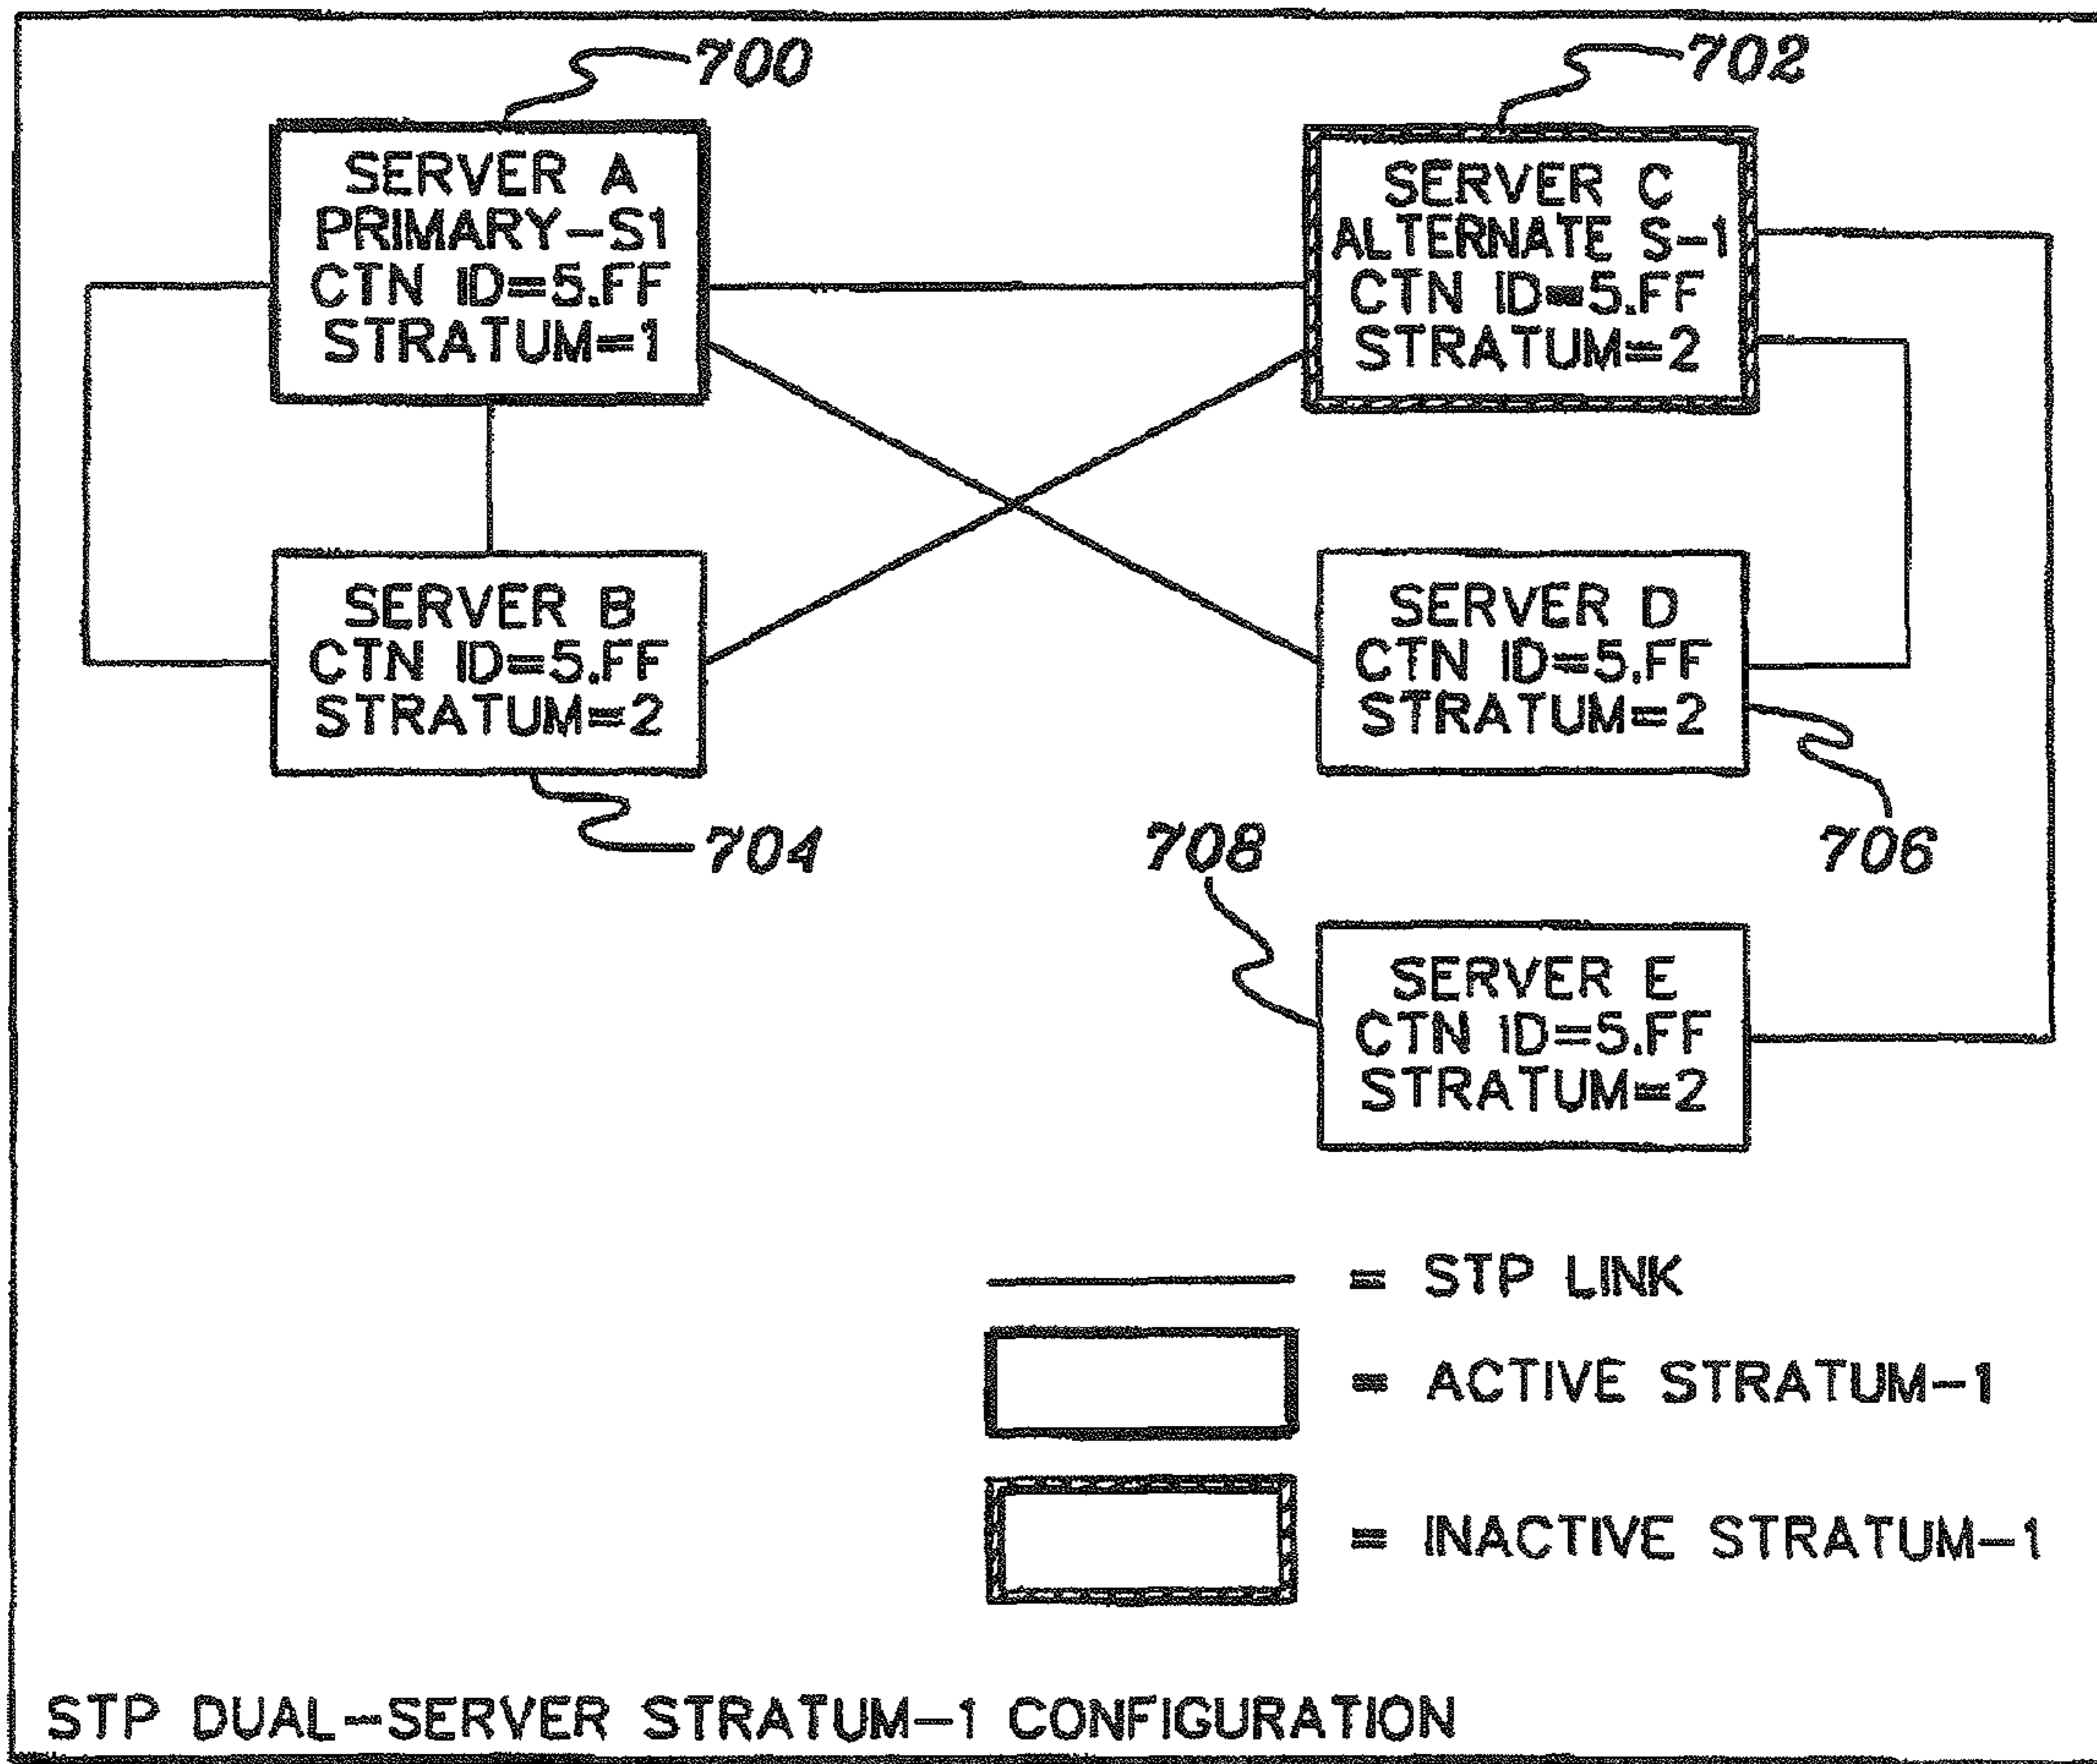 700
702
SERVER A
PRIMARY-S1
CTN ID=5.FF
STRATUM=1
SERVER C
ALTERNATE S-1
CTN ID=5.FF
STRATUM=2
SERVER B
CTN ID=5.FF
STRATUM=2
SERVER D
CTN ID=5.FF
STRATUM=2
704
708
706
SERVER E
CTN ID=5.FF
STRATUM=2
= STP LINK
= ACTIVE STRATUM-1
= INACTIVE STRATUM-1
STP DUAL-SERVER STRATUM-1 CONFIGURATION